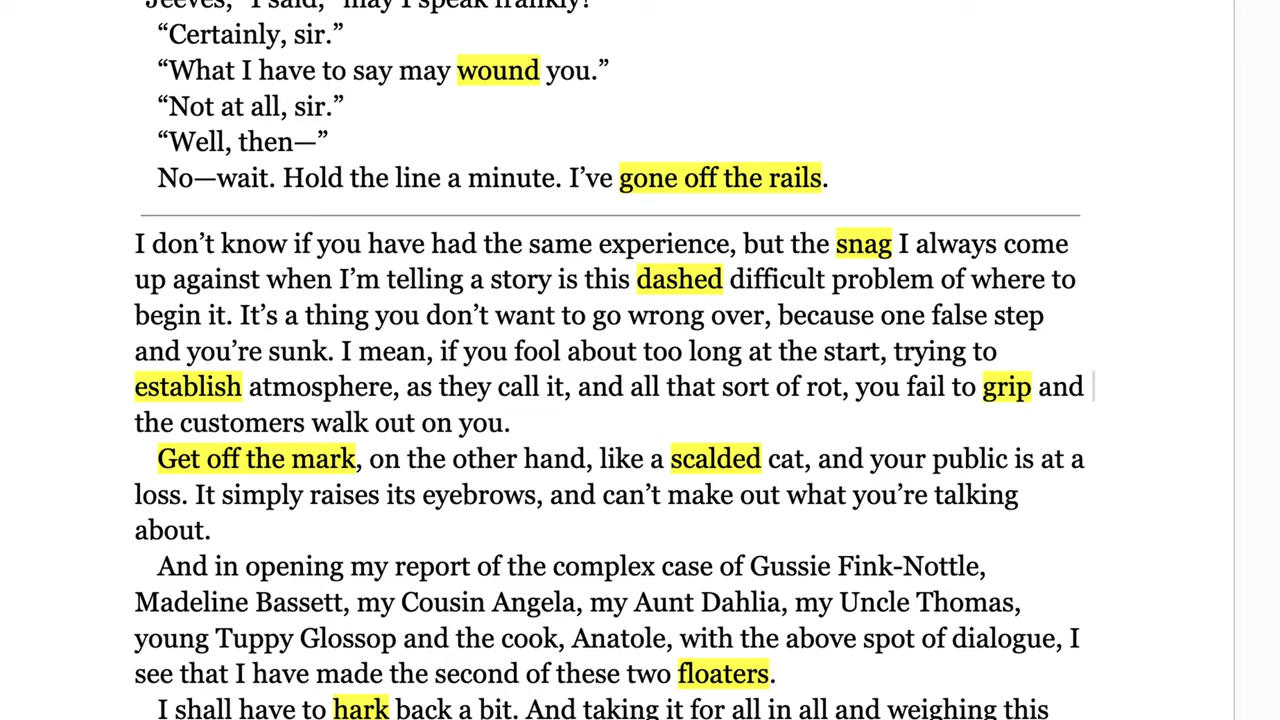 Jeeves,” I said, “may I speak frankly?
“Certainly, sir.”
“What I have to say may wound you.”
“Not at all, sir.”
“Well, then—”
No—wait. Hold the line a minute. I’ve gone off the rails.
I don’t know if you have had the same experience, but the snag I always come
up against when I’m telling a story is this dashed difficult problem of where to
begin it. It’s a thing you don’t want to go wrong over, because one false step
and you’re sunk. I mean, if you fool about too long at the start, trying to
establish atmosphere, as they call it, and all that sort of rot, you fail to grip and
the customers walk out on you.
Get off the mark, on the other hand, like a scalded cat, and your public is at a
loss. It simply raises its eyebrows, and can’t make out what you’re talking
about.
And in opening my report of the complex case of Gussie Fink-Nottle,
Madeline Bassett, my Cousin Angela, my Aunt Dahlia, my Uncle Thomas,
young Tuppy Glossop and the cook, Anatole, with the above spot of dialogue, I
see that I have made the second of these two floaters.
I shall have to hark back a bit. And taking it for all in all and weighing this